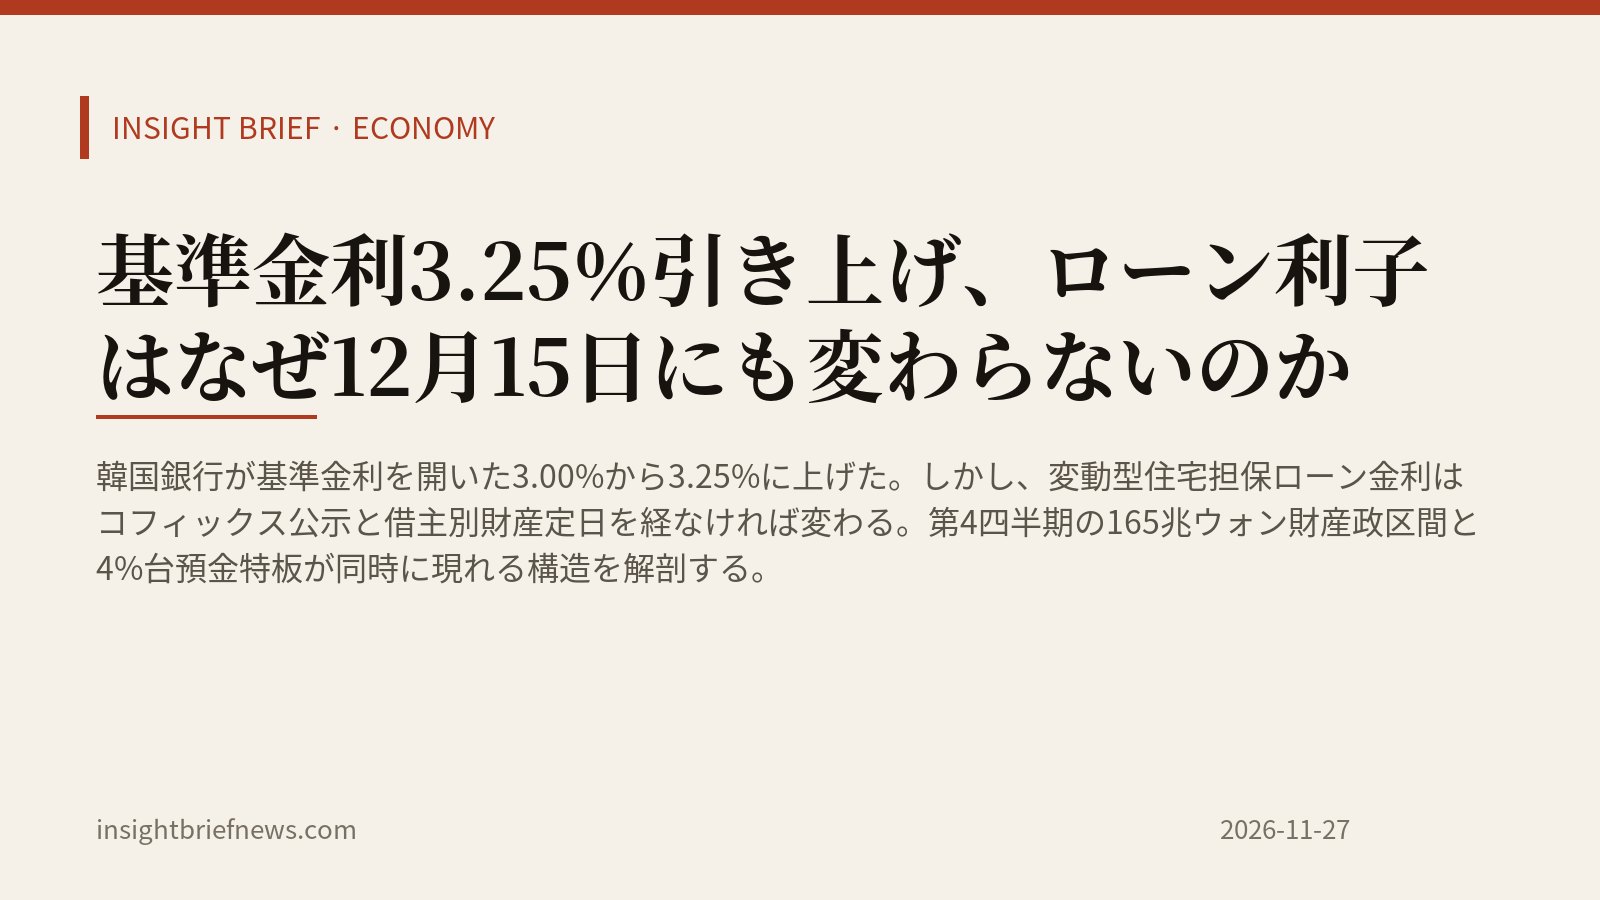 INSIGHT BRIEF · ECONOMY
基準金利3.25%引き上げ、ローン利子
はなぜ12月15日にも変わらないのか
韓国銀行が基準金利を開いた3.00%から3.25%に上げた。しかし、変動型住宅担保ローン金利は
コフィックス公示と借主別財産定日を経なければ変わる。第4四半期の165兆ウォン財産政区間と
4%台預金特板が同時に現れる構造を解剖する。
insightbriefnews.com
2026-11-27